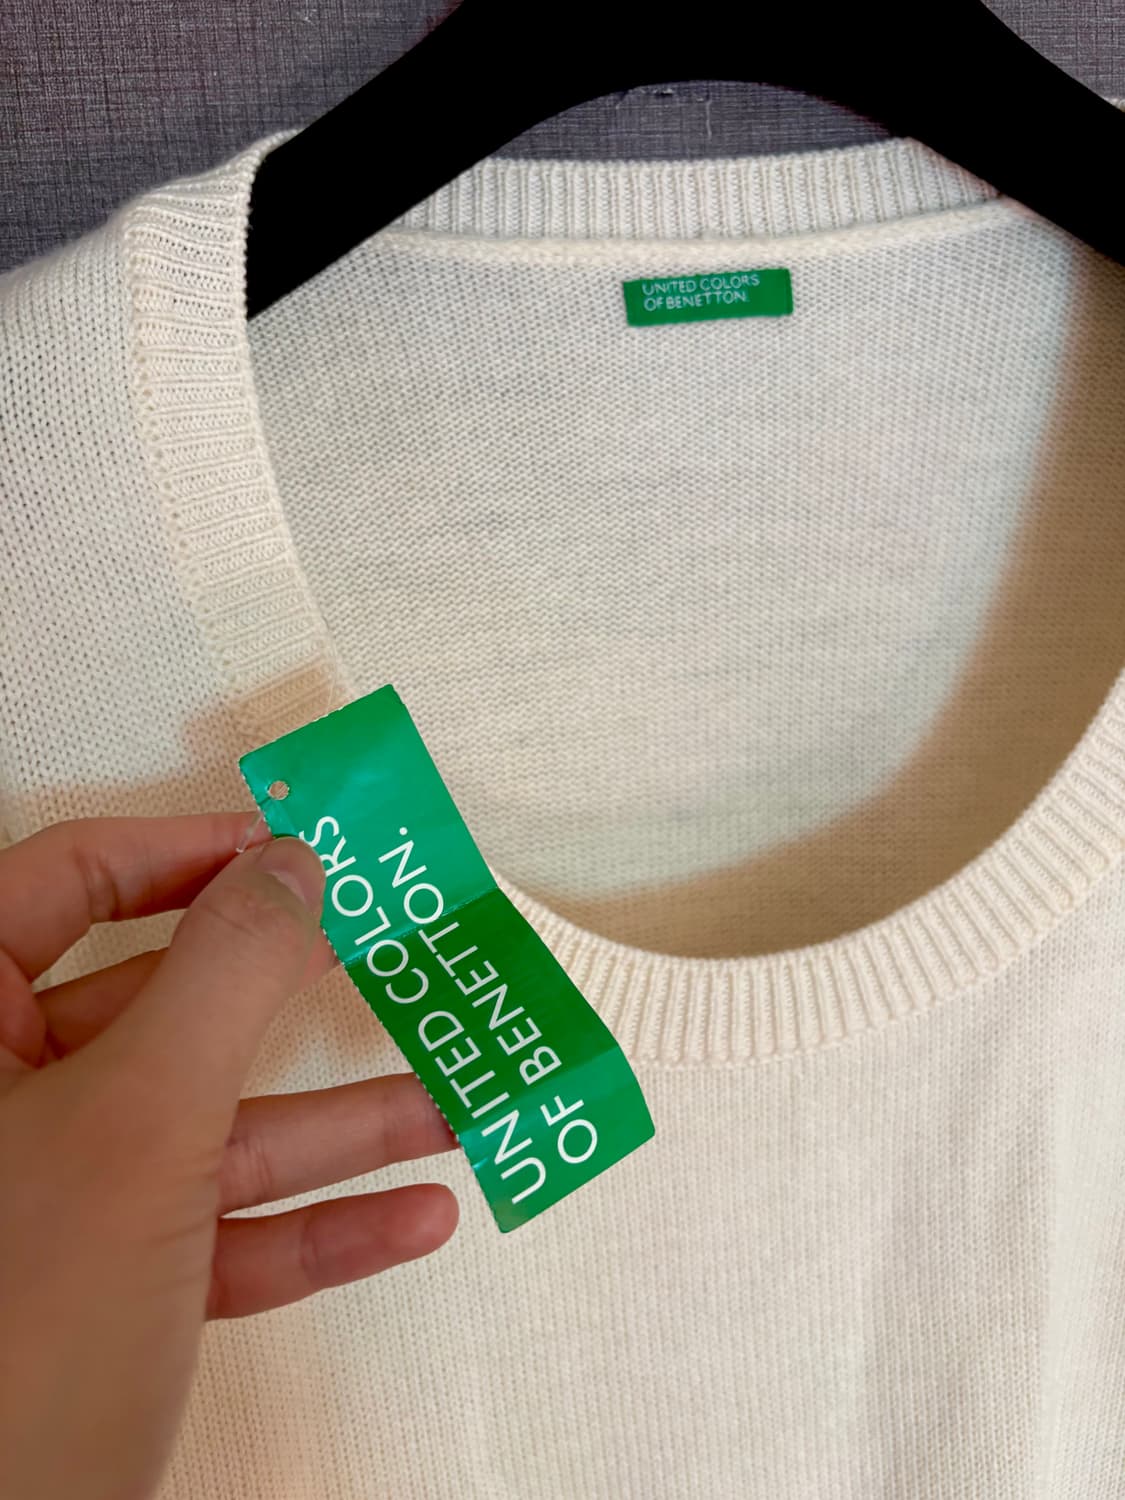 UNITED COLORS
OF BENETTON
UNITED COLORS
OF BENETTON.